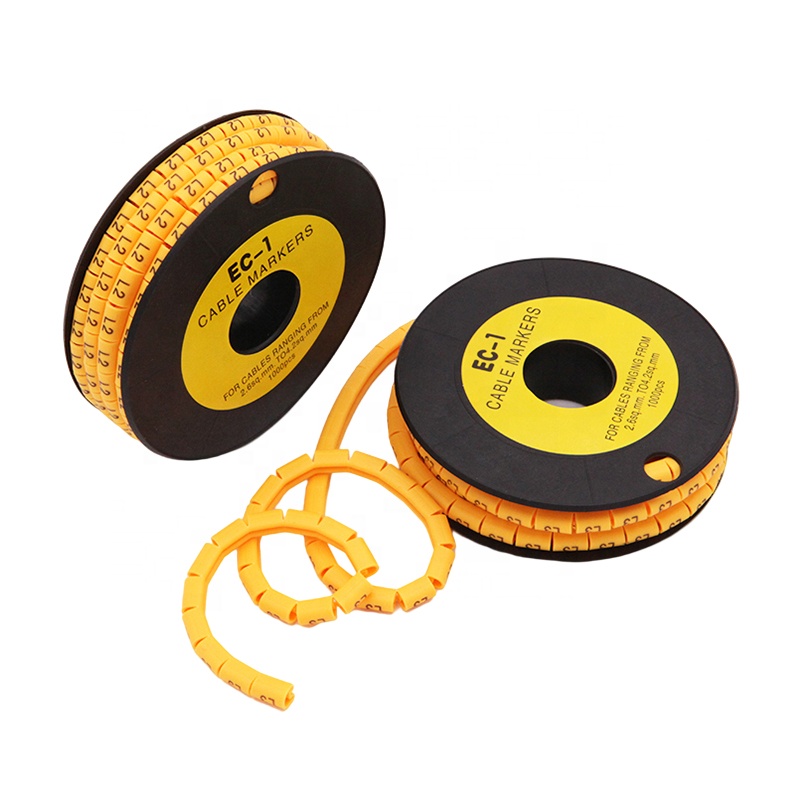 L2 L2 L2 L2 L2 L2
EC-1
CABLE MARKERS
FOR CABLES RANGING FROM
2.6sq.mm.TO4.2sq.mm
1000pcs
EC-1
CABLE MARKERS
FOR CABLES RANGING FROM
2.6sq.mm.TO4.2sq.mm
1000pcs
L3 L3 L3 L3 L3 L3